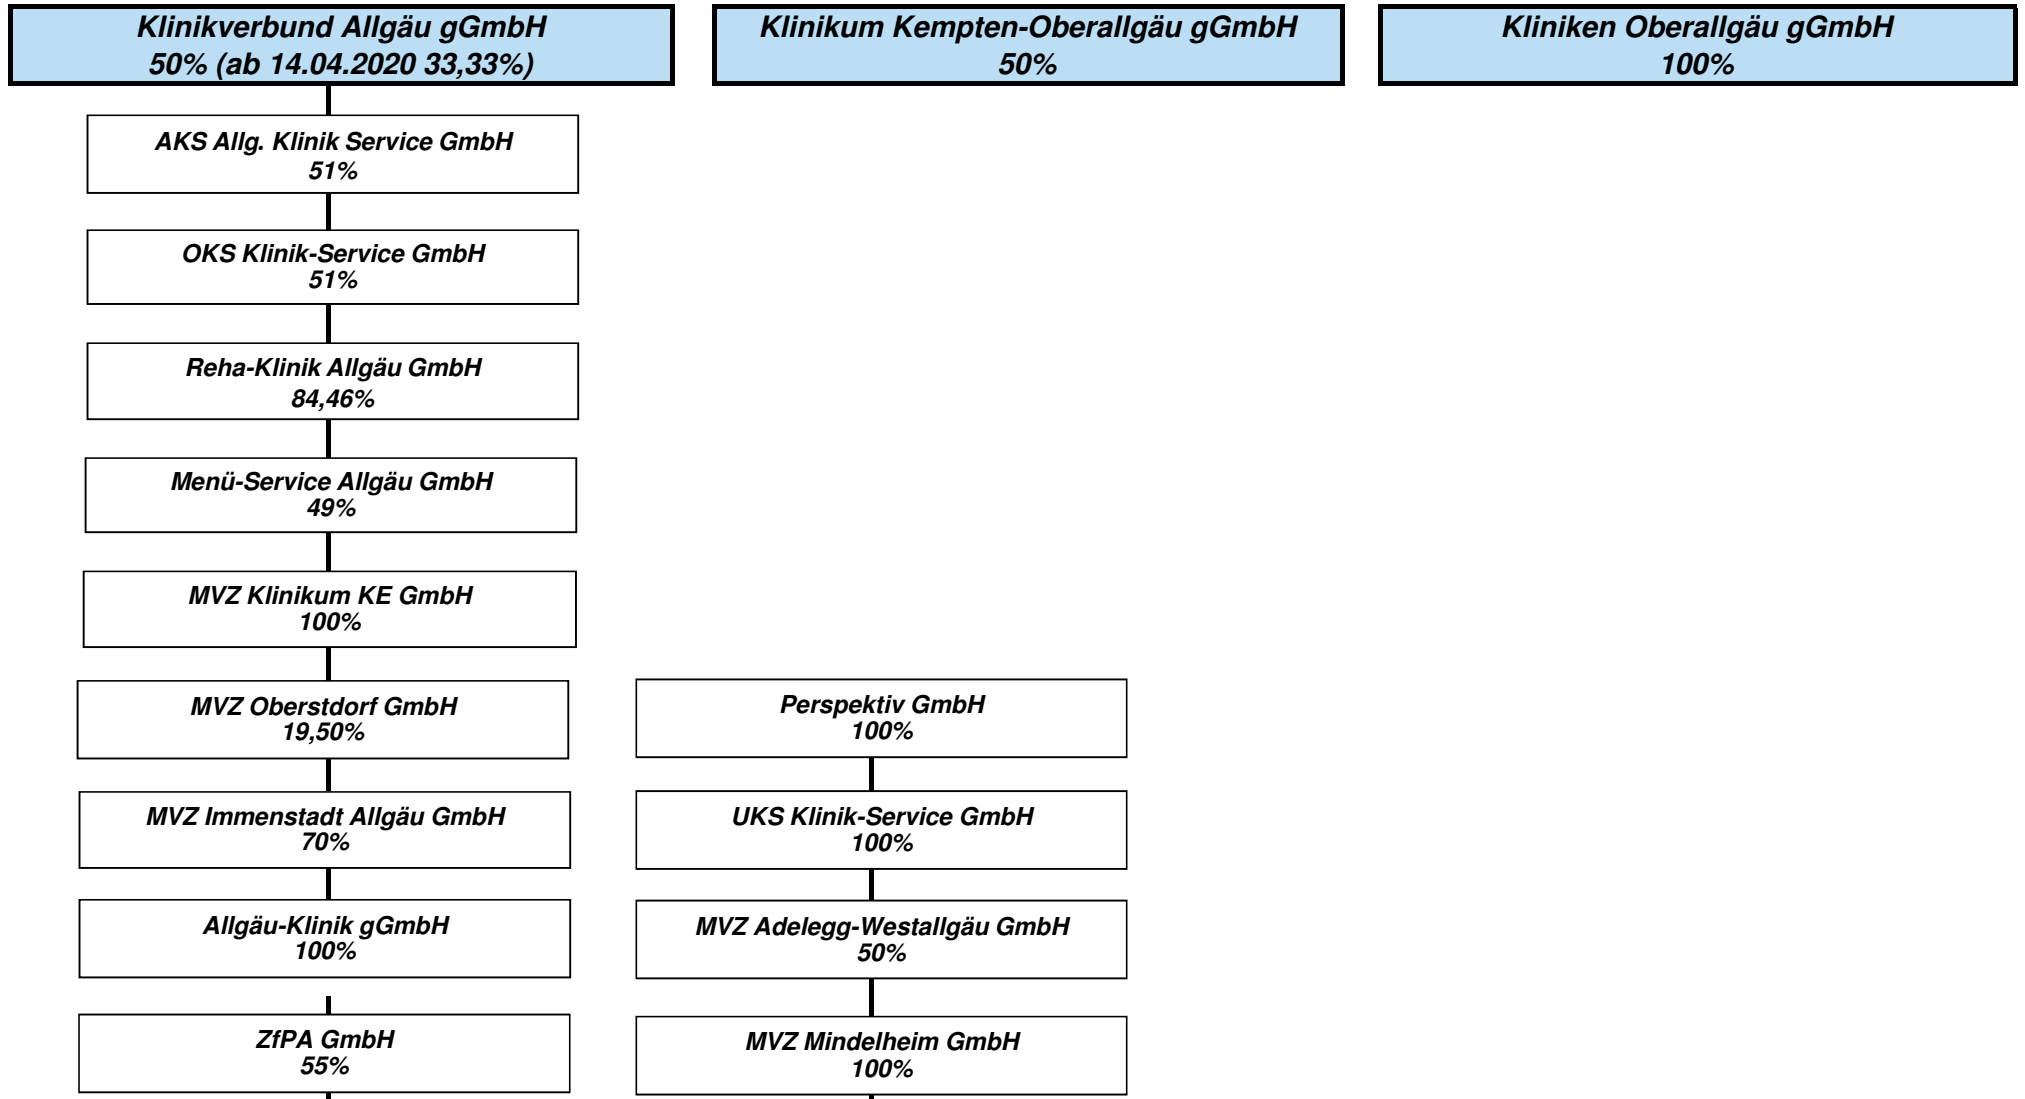 Klinikverbund Allgäu gGmbH
50% (ab 14.04.2020 33,33%)
Klinikum Kempten-Oberallgäu gGmbH
50%
Kliniken Oberallgäu gGmbH
100%
AKS Allg. Klinik Service GmbH
51%
OKS Klinik-Service GmbH
51%
Reha-Klinik Allgäu GmbH
84,46%
Menü-Service Allgäu GmbH
49%
MVZ Klinikum KE GmbH
100%
MVZ Oberstdorf GmbH
19,50%
MVZ Immenstadt Allgäu GmbH
70%
Allgäu-Klinik gGmbH
100%
ZfPA GmbH
55%
Perspektiv GmbH
100%
UKS Klinik-Service GmbH
100%
MVZ Adelegg-Westallgäu GmbH
50%
MVZ Mindelheim GmbH
100%